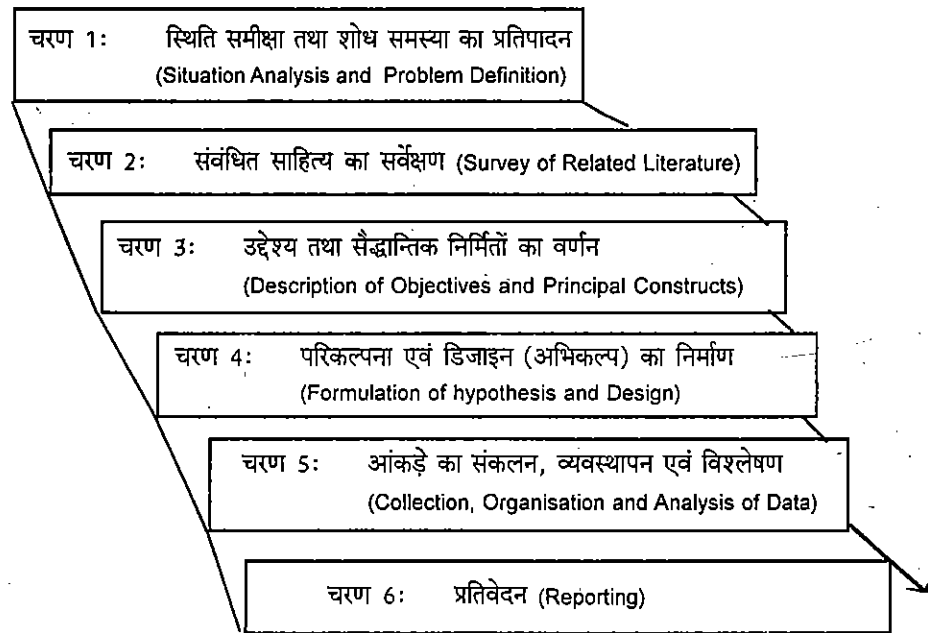 चरण 1: स्थिति समीक्षा तथा शोध समस्या का प्रतिपादन
(Situation Analysis and Problem Definition)
चरण 2: संवंधित साहित्य का सर्वेक्षण (Survey of Related Literature)
चरण 3: उद्देश्य तथा सैद्धान्तिक निर्मितों का वर्णन
(Description of Objectives and Principal Constructs)
चरण 4: परिकल्पना एवं डिजाइन (अभिकल्प) का निर्माण
(Formulation of hypothesis and Design)
चरण 5: आंकड़े का संकलन, व्यवस्थापन एवं विश्लेषण
(Collection, Organisation and Analysis of Data)
चरण 6: प्रतिवेदन (Reporting)